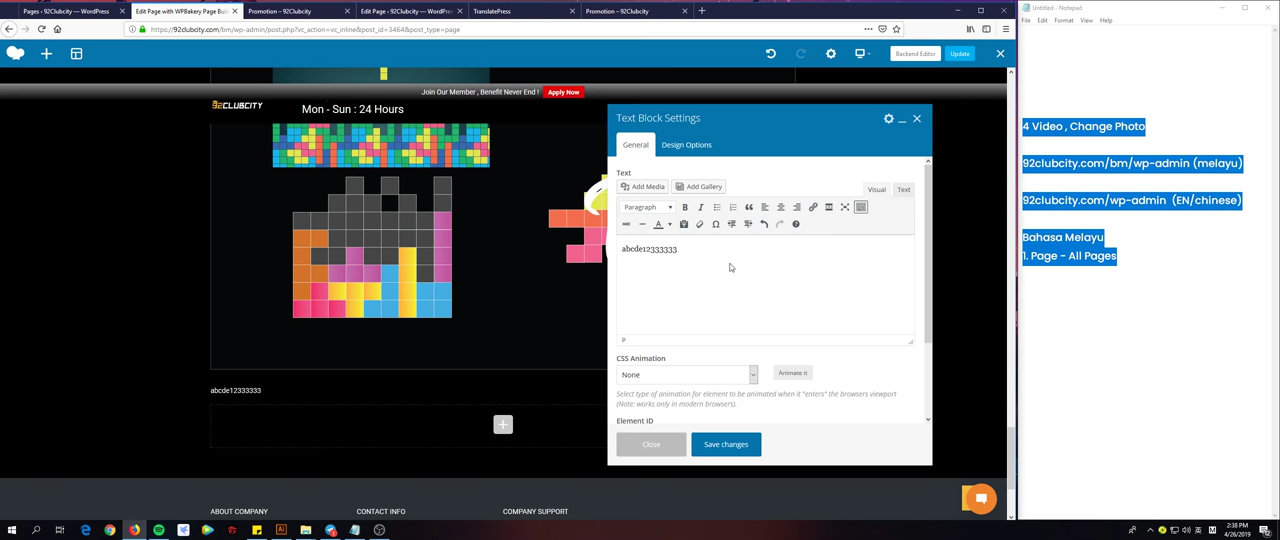 Pages ‹ 92Clubcity — WordPress
Edit Page with WPBakery Page Buil
Promotion – 92Clubcity
Edit Page ‹ 92Clubcity — WordPre
TranslatePress
Promotion – 92Clubcity
https://92clubcity.com/bm/wp-admin/post.php?vc_action=vc_inline&post_id=3464&post_type=page
Backend Editor
Update
Join Our Member , Benefit Never End !
Apply Now
92CLUBCITY
Mon - Sun : 24 Hours
Text Block Settings
General
Design Options
Text
Add Media
Add Gallery
Visual
Text
Paragraph
abcde12333333
P
CSS Animation
None
Animate it
Select type of animation for element to be animated when it "enters" the browsers viewport
(Note: works only in modern browsers).
Element ID
Close
Save changes
abcde12333333
ABOUT COMPANY
CONTACT INFO
COMPANY SUPPORT
Untitled - Notepad
File Edit Format View Help
4 Video , Change Photo
92clubcity.com/bm/wp-admin (melayu)
92clubcity.com/wp-admin (EN/chinese)
Bahasa Melayu
1. Page - All Pages
2:38 PM
4/26/2019